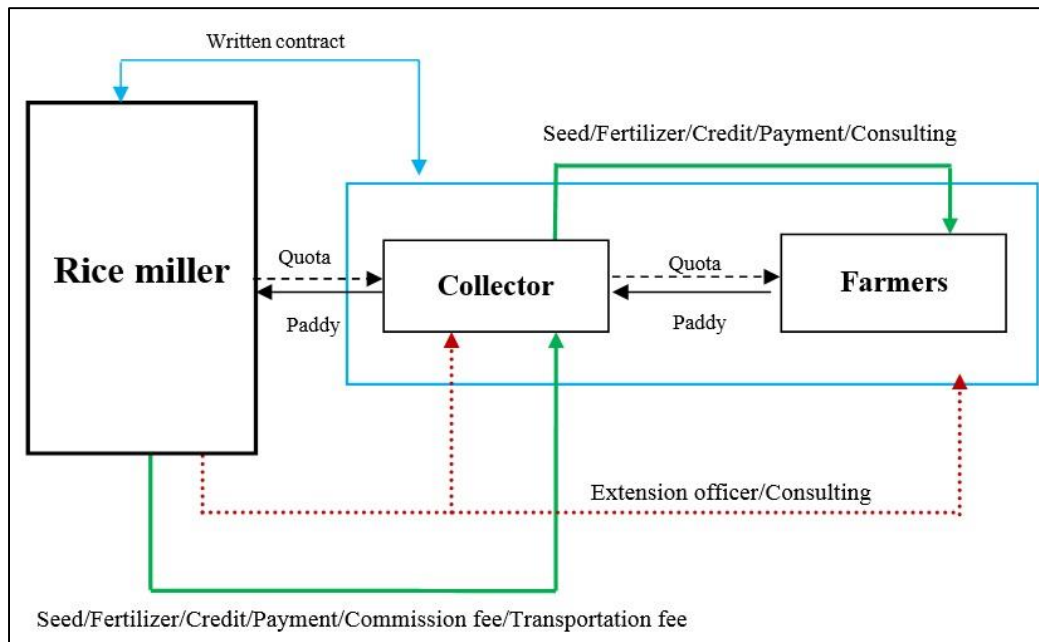 Written contract
Seed/Fertilizer/Credit/Payment/Consulting
Rice miller
Quota
Paddy
Collector
Quota
Paddy
Farmers
Extension officer/Consulting
Seed/Fertilizer/Credit/Payment/Commission fee/Transportation fee